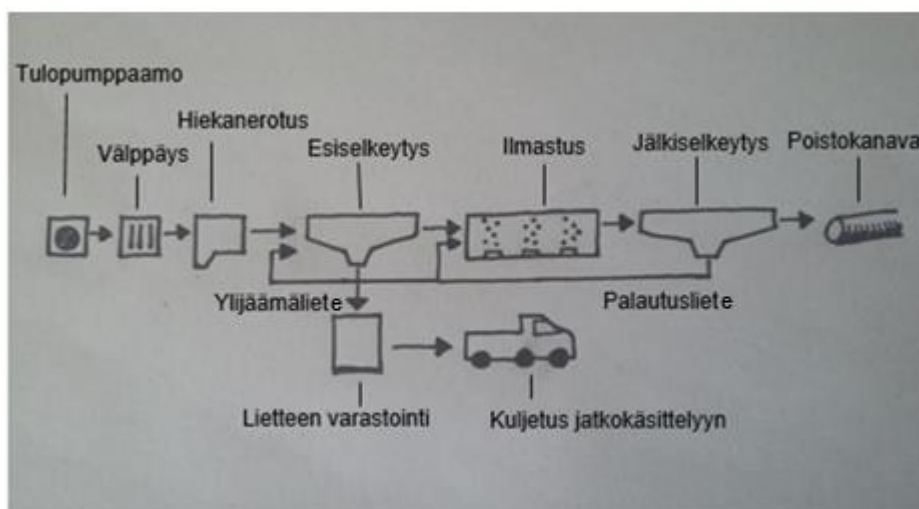 Tulopumppaamo
Hiekanerotus
Välppäys
Esiselkeytys
Ilmastus
Jälkiselkeytys
Poistokanava
Ylijäämäliete
Palautusliete
Lietteen varastointi
Kuljetus jatkokäsittelyyn